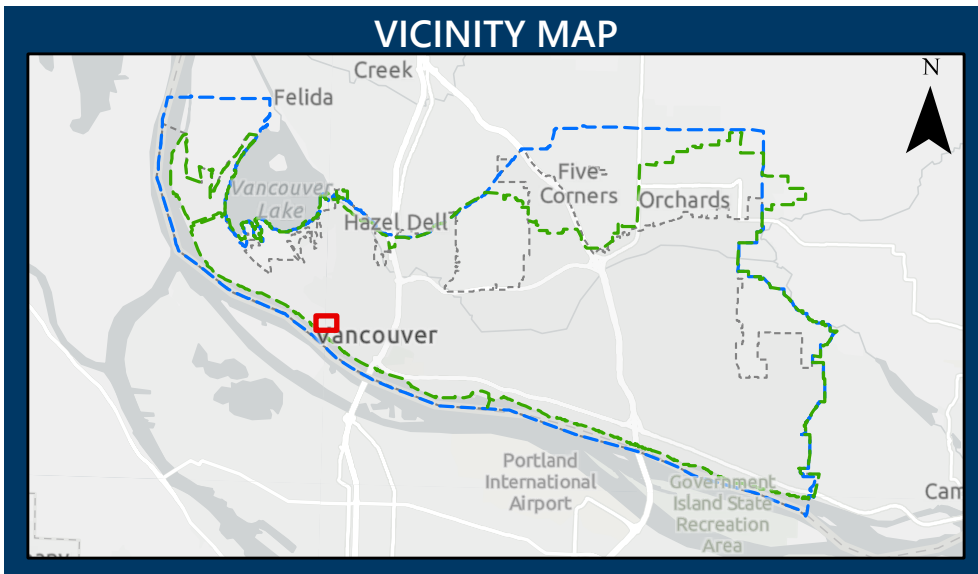 VICINITY MAP
N
Creek
Felida
Five
Corners
Vancouver
Lake
Orchards
Hazel Dell
Vancouver
Portland
International
Airport
Government
Island State
Recreation
Area
Cam